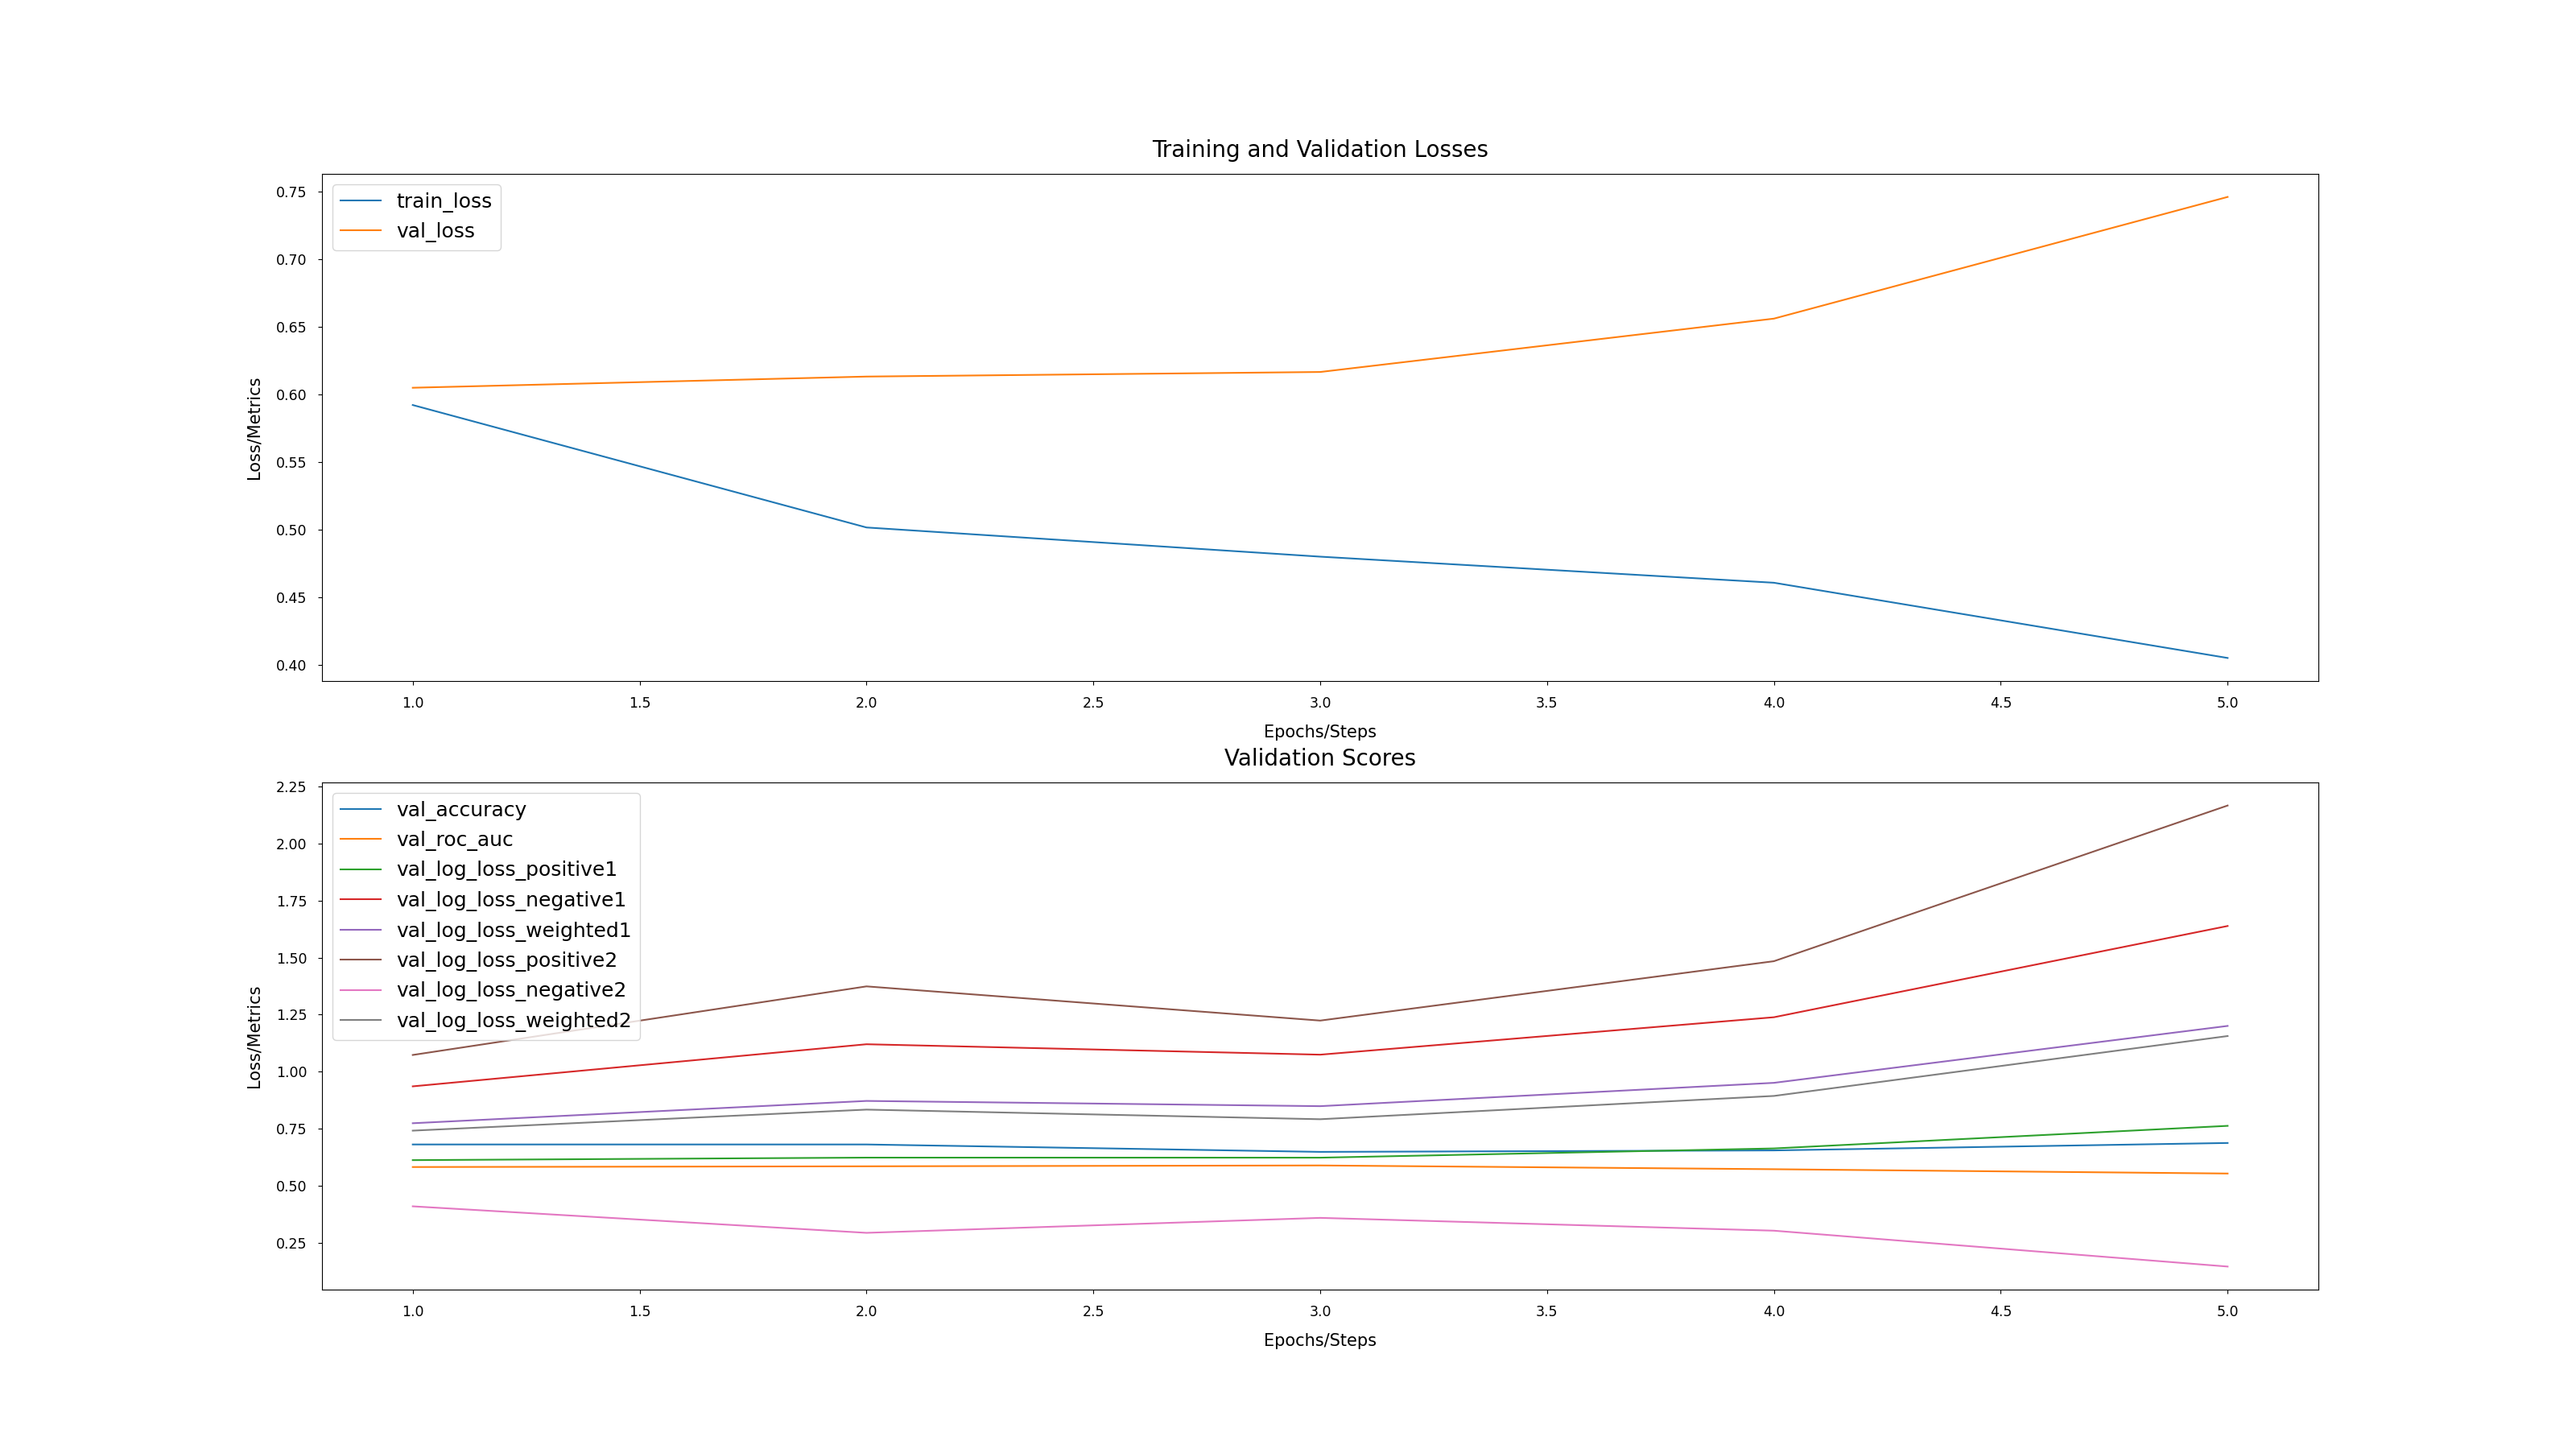 Training and Validation Losses
train_loss
val_loss
0.75
0.70
0.65
0.60
0.55
0.50
0.45
0.40
Loss/Metrics
1.0 1.5 2.0 2.5 3.0 3.5 4.0 4.5 5.0
Epochs/Steps
Validation Scores
val_accuracy
val_roc_auc
val_log_loss_positive1
val_log_loss_negative1
val_log_loss_weighted1
val_log_loss_positive2
val_log_loss_negative2
val_log_loss_weighted2
2.25
2.00
1.75
1.50
1.25
1.00
0.75
0.50
0.25
Loss/Metrics
1.0 1.5 2.0 2.5 3.0 3.5 4.0 4.5 5.0
Epochs/Steps